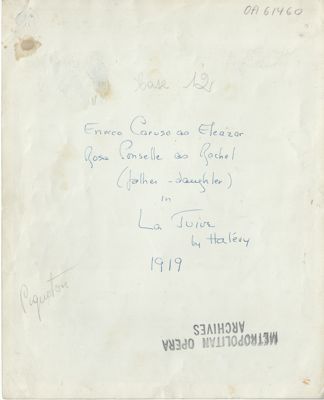 OA 61460
Case 12
Enrico Caruso as Eleázar
Rosa Ponselle as Rachel
(father - daughter)
in
La Juive
by Halévy
1919
METROPOLITAN OPERA
ARCHIVES